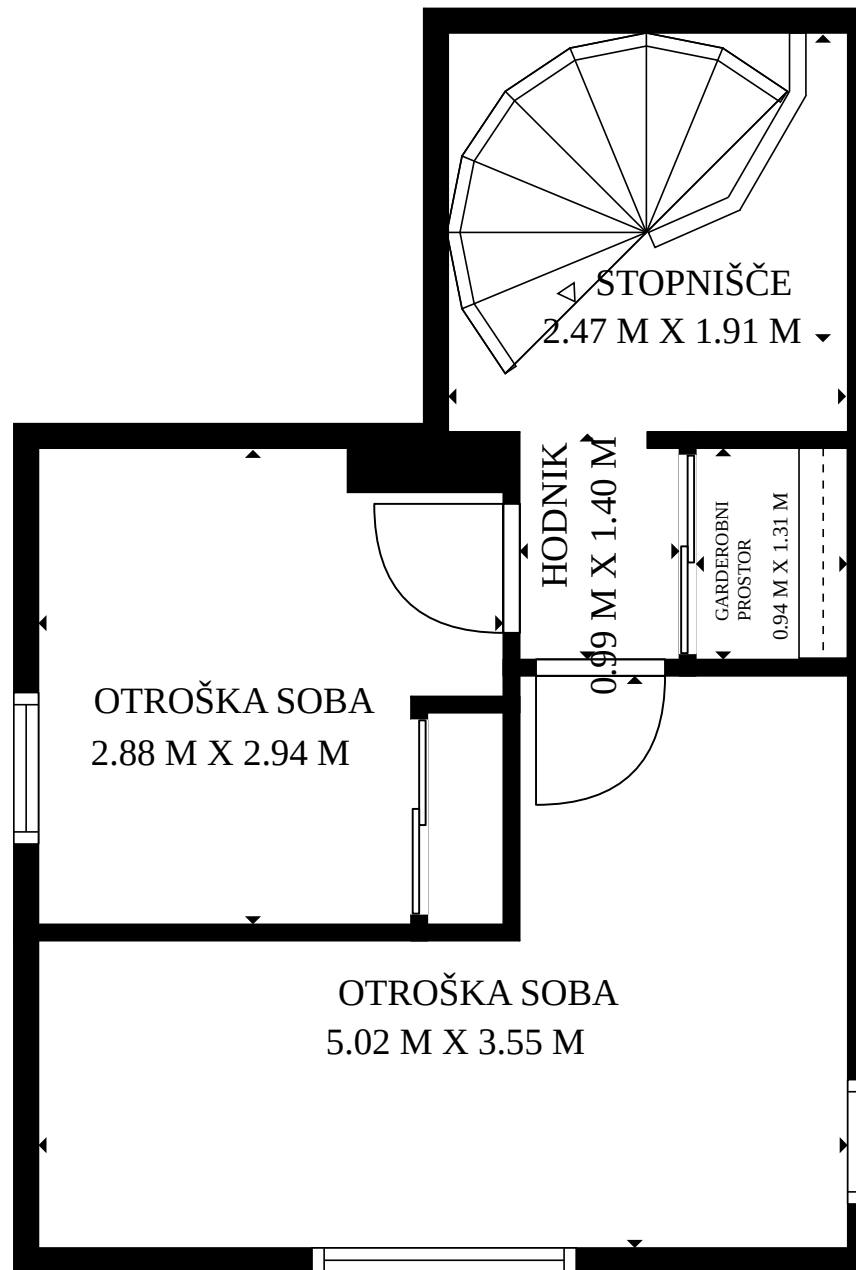 STOPNIŠČE
2.47 M X 1.91 M
HODNIK
0.99 M X 1.40 M
GARDEROBNI
PROSTOR
0.94 M X 1.31 M
OTROŠKA SOBA
2.88 M X 2.94 M
OTROŠKA SOBA
5.02 M X 3.55 M